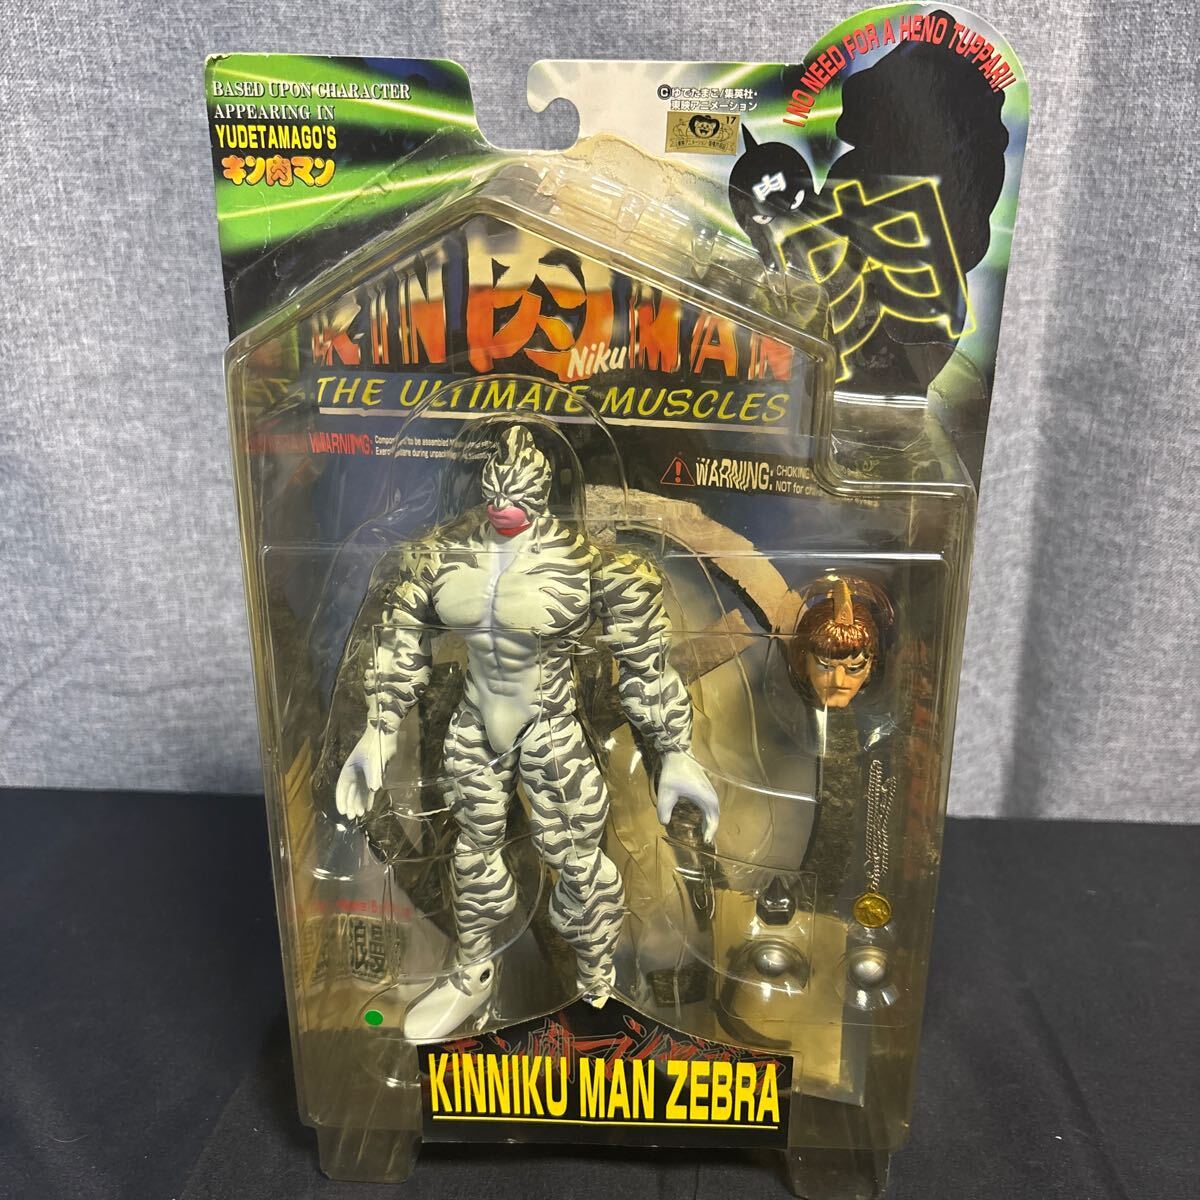 BASED UPON CHARACTER
APPEARING IN
YUDETAMAGO'S
キン肉マン
©ゆでたまご/集英社・
東映アニメーション
17
I NO NEED FOR A HENO TUPPARI!!
肉
肉
KIN肉MAN
Niku
THE ULTIMATE MUSCLES
WARNING:
WARNING: CHOKING
NOT for
KINNIKU MAN ZEBRA